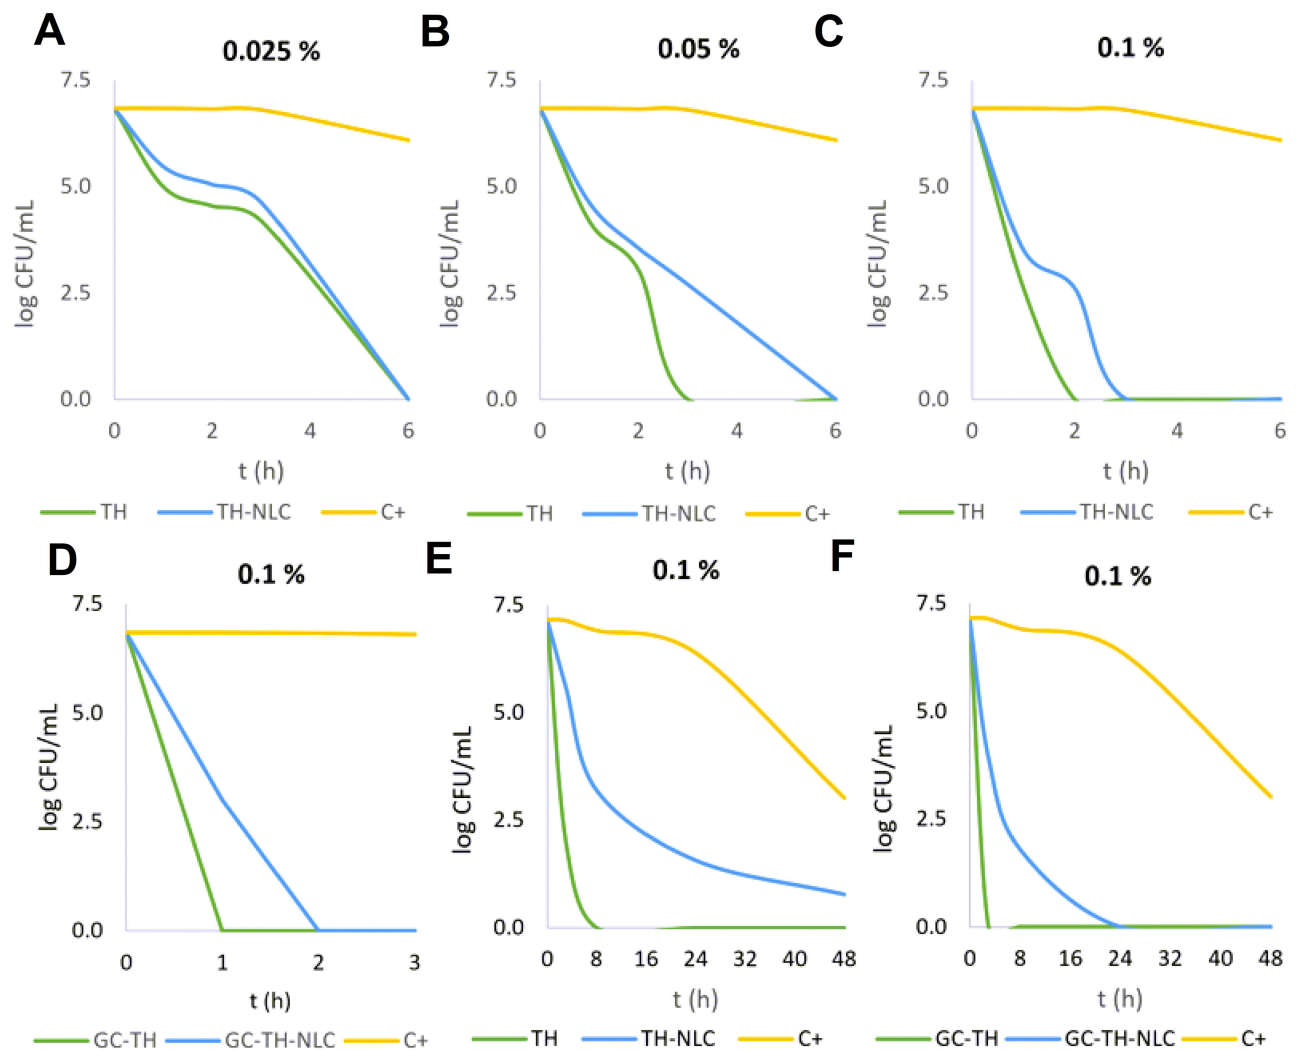 A
0.025 %
7.5
5.0
2.5
0.0
log CFU/mL
0 2 4 6
t (h)
TH TH-NLC C+
B
0.05 %
7.5
5.0
2.5
0.0
log CFU/mL
0 2 4 6
t (h)
TH TH-NLC C+
C
0.1 %
7.5
5.0
2.5
0.0
log CFU/mL
0 2 4 6
t (h)
TH TH-NLC C+
D
0.1 %
7.5
5.0
2.5
0.0
log CFU/mL
0 1 2 3
t (h)
GC-TH GC-TH-NLC C+
E
0.1 %
7.5
5.0
2.5
0.0
log CFU/mL
0 8 16 24 32 40 48
t (h)
TH TH-NLC C+
F
0.1 %
7.5
5.0
2.5
0.0
log CFU/mL
0 8 16 24 32 40 48
t (h)
GC-TH GC-TH-NLC C+